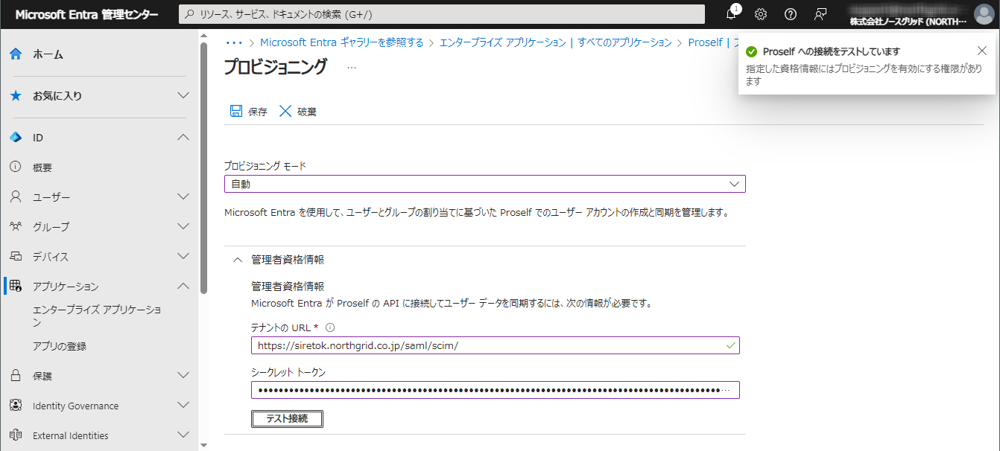 Microsoft Entra 管理センター
リソース、サービス、ドキュメントの検索 (G+/)
1
株式会社ノースグリッド (NORTH…
ホーム
お気に入り
ID
概要
ユーザー
グループ
デバイス
アプリケーション
エンタープライズ アプリケーショ
ン
アプリの登録
保護
Identity Governance
External Identities
… > Microsoft Entra ギャラリーを参照する > エンタープライズ アプリケーション | すべてのアプリケーション > Proself | プ
プロビジョニング …
Proself への接続をテストしています
指定した資格情報にはプロビジョニングを有効にする権限があり
ます
保存 破棄
プロビジョニング モード
自動
Microsoft Entra を使用して、ユーザーとグループの割り当てに基づいた Proself でのユーザー アカウントの作成と同期を管理します。
管理者資格情報
管理者資格情報
Microsoft Entra が Proself の API に接続してユーザー データを同期するには、次の情報が必要です。
テナントの URL *
https://siretok.northgrid.co.jp/saml/scim/
シークレット トークン
テスト接続